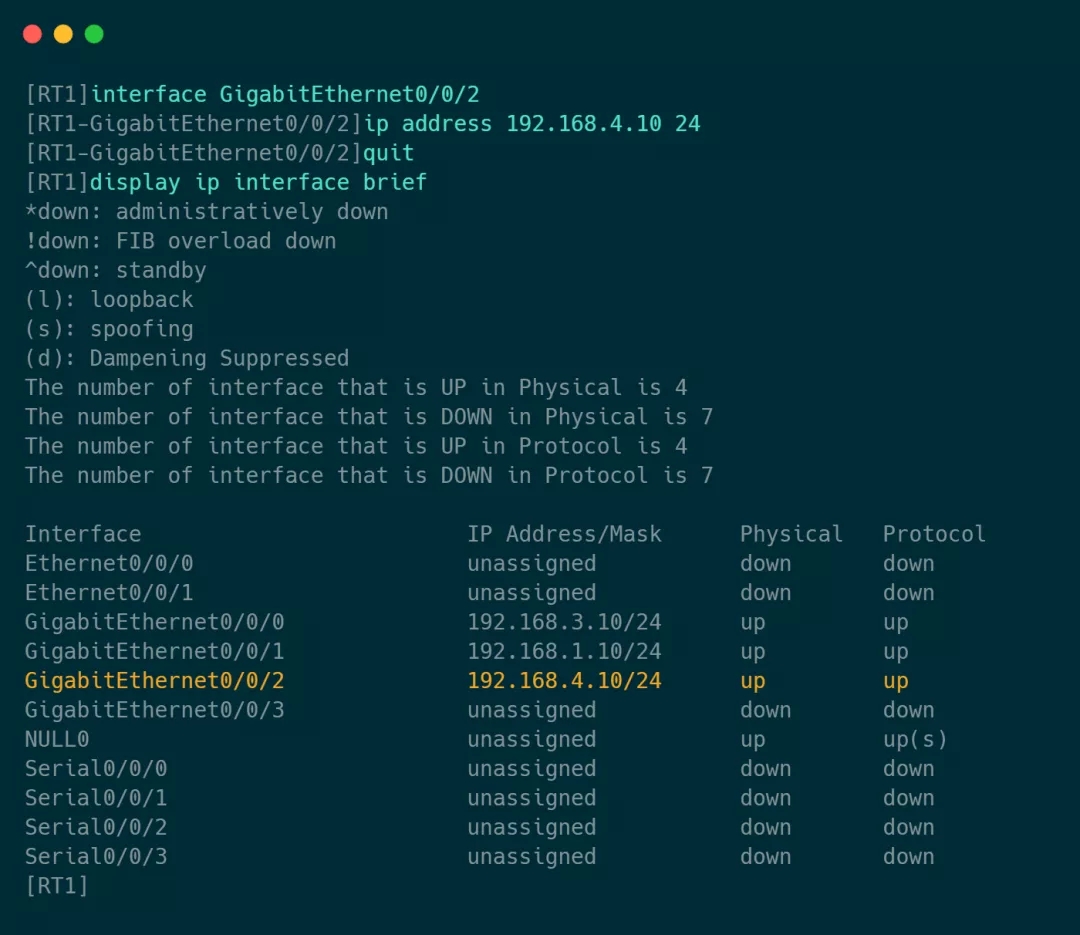 [RT1]interface GigabitEthernet0/0/2
[RT1-GigabitEthernet0/0/2]ip address 192.168.4.10 24
[RT1-GigabitEthernet0/0/2]quit
[RT1]display ip interface brief
*down: administratively down
!down: FIB overload down
^down: standby
(l): loopback
(s): spoofing
(d): Dampening Suppressed
The number of interface that is UP in Physical is 4
The number of interface that is DOWN in Physical is 7
The number of interface that is UP in Protocol is 4
The number of interface that is DOWN in Protocol is 7
Interface IP Address/Mask Physical Protocol
Ethernet0/0/0 unassigned down down
Ethernet0/0/1 unassigned down down
GigabitEthernet0/0/0 192.168.3.10/24 up up
GigabitEthernet0/0/1 192.168.1.10/24 up up
GigabitEthernet0/0/2 192.168.4.10/24 up up
GigabitEthernet0/0/3 unassigned down down
NULL0 unassigned up up(s)
Serial0/0/0 unassigned down down
Serial0/0/1 unassigned down down
Serial0/0/2 unassigned down down
Serial0/0/3 unassigned down down
[RT1]